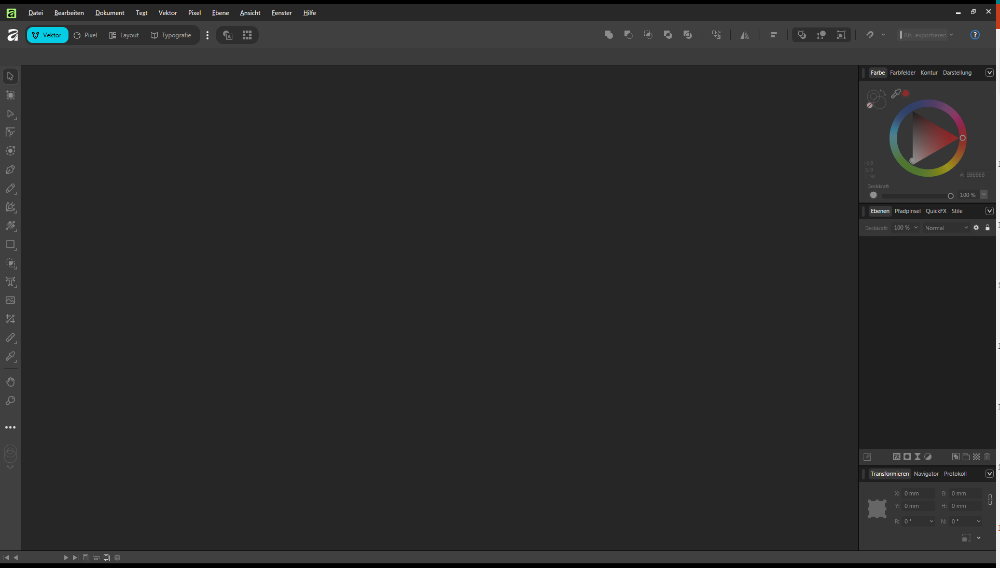 Datei Bearbeiten Dokument Text Vektor Pixel Ebene Ansicht Fenster Hilfe
Vektor Pixel Layout Typografie Als exportieren ?
Farbe Farbfelder Kontur Darstellung
H: 0
S: 0
L: 92
#: EBEBEB
Deckkraft
100 %
Ebenen Pfadpinsel QuickFX Stile
Deckkraft: 100 % Normal
FX
Transformieren Navigator Protokoll
X: 0 mm B: 0 mm
Y: 0 mm H: 0 mm
R: 0 ° N: 0 °